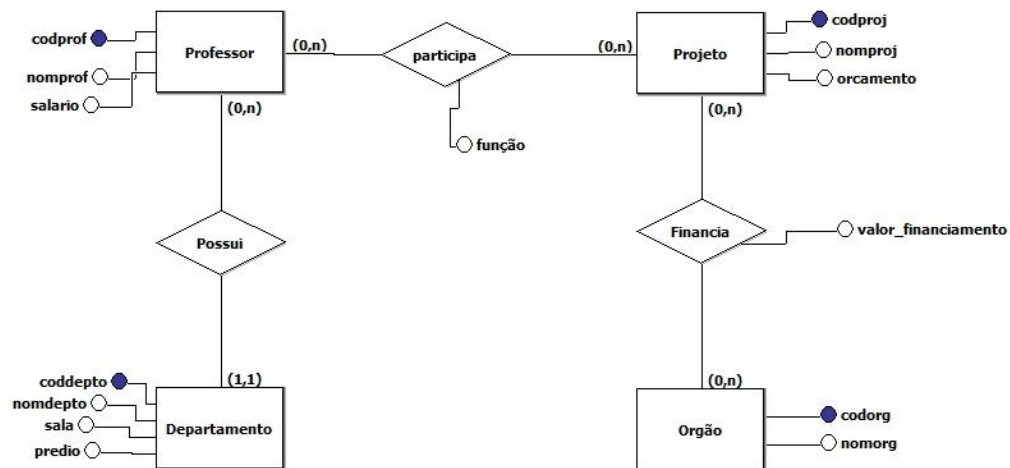 codprof
nomprof
salario
Professor
(0,n)
participa
(0,n)
Projeto
codproj
nomproj
orcamento
(0,n)
função
(0,n)
Possui
Financia
valor_financiamento
(1,1)
(0,n)
coddepto
nomdepto
sala
predio
Departamento
Orgão
codorg
nomorg